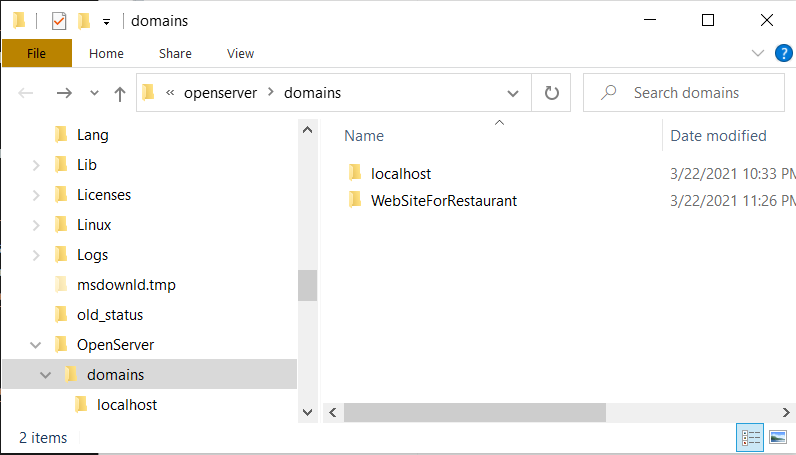 domains
File Home Share View
« openserver > domains
Search domains
Lang
Lib
Licenses
Linux
Logs
msdownld.tmp
old_status
OpenServer
domains
localhost
Name Date modified
localhost 3/22/2021 10:33 PM
WebSiteForRestaurant 3/22/2021 11:26 PM
2 items